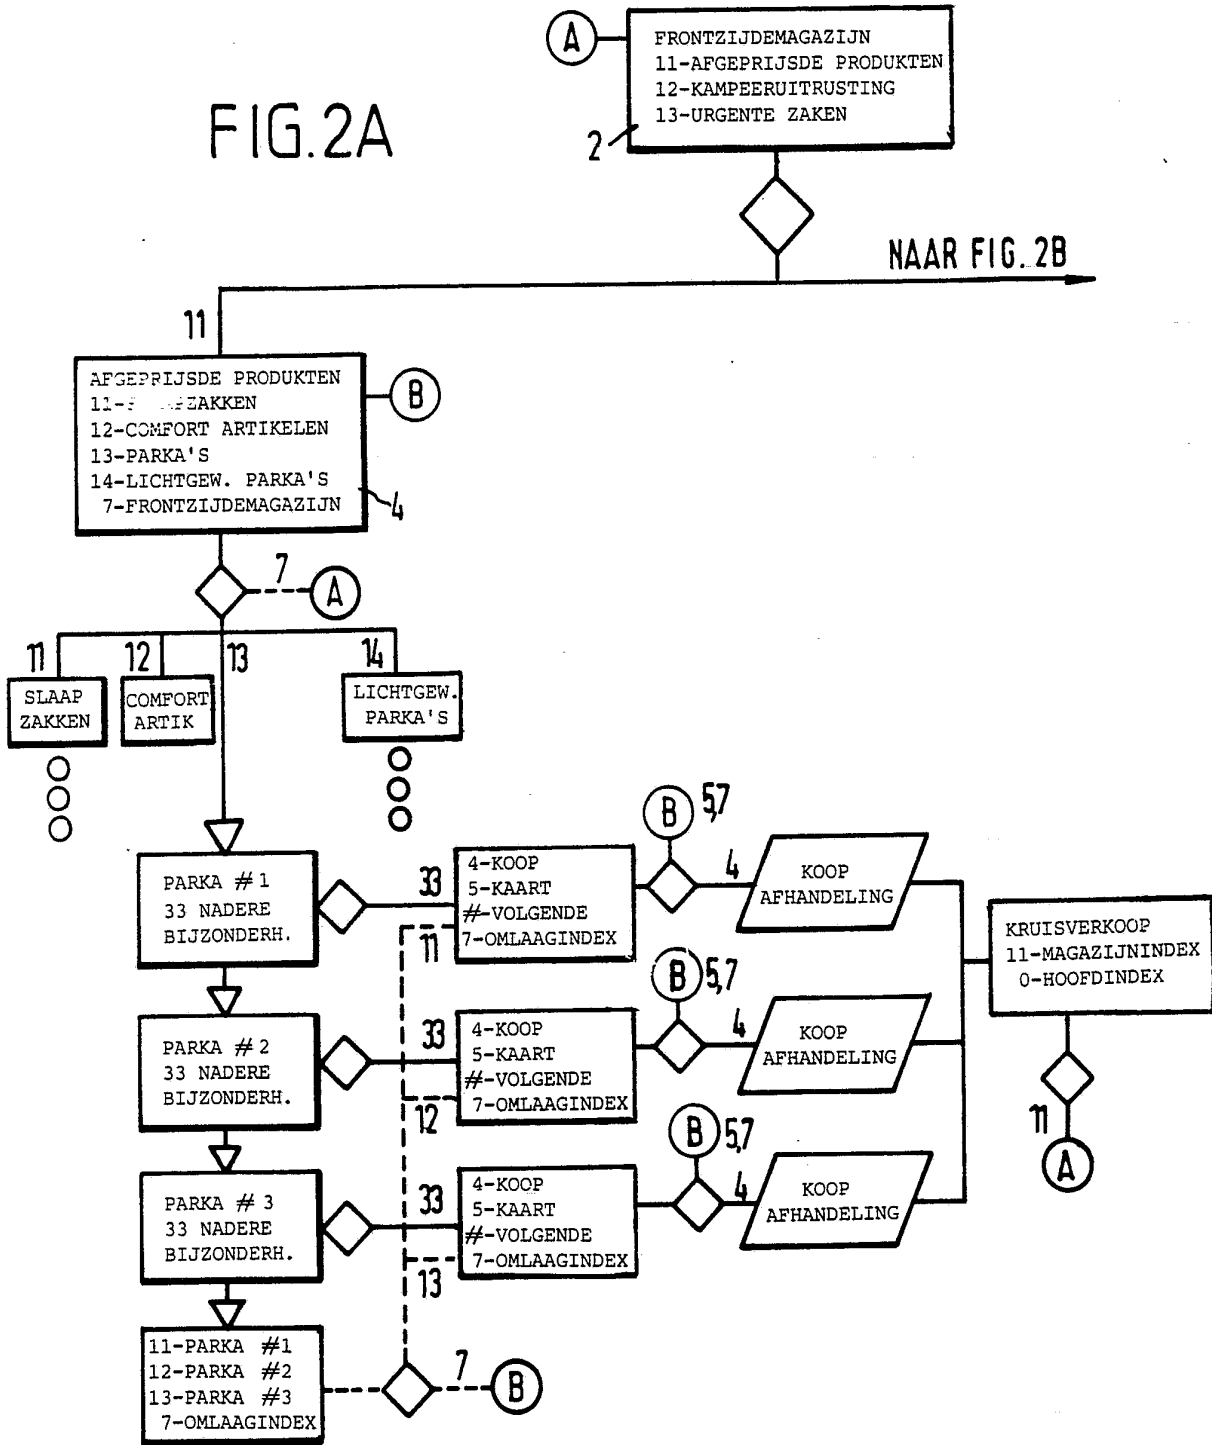 FIG.2A
A
FRONTZIJDEMAGAZIJN
11-AFGEPRIJSDE PRODUKTEN
12-KAMPEERUITRUSTING
13-URGENTE ZAKEN
2
NAAR FIG. 2B
11
AFGEPRIJSDE PRODUKTEN
11-
ZAKKEN
12-COMFORT ARTIKELEN
13-PARKA'S
14-LICHTGEW. PARKA'S
7-FRONTZIJDEMAGAZIJN
B
4
7
A
11
12
13
14
SLAAP
ZAKKEN
COMFORT
ARTIK
LICHTGEW.
PARKA'S
PARKA #1
33 NADERE
BIJZONDERH.
33
11
4-KOOP
5-KAART
#-VOLGENDE
7-OMLAAGINDEX
B
5,7
4
KOOP
AFHANDELING
KRUISVERKOOP
11-MAGAZIJNINDEX
0-HOOFDINDEX
11
A
PARKA #2
33 NADERE
BIJZONDERH.
33
12
4-KOOP
5-KAART
#-VOLGENDE
7-OMLAAGINDEX
B
5,7
4
KOOP
AFHANDELING
PARKA #3
33 NADERE
BIJZONDERH.
33
13
4-KOOP
5-KAART
#-VOLGENDE
7-OMLAAGINDEX
B
5,7
4
KOOP
AFHANDELING
11-PARKA #1
12-PARKA #2
13-PARKA #3
7-OMLAAGINDEX
7
B